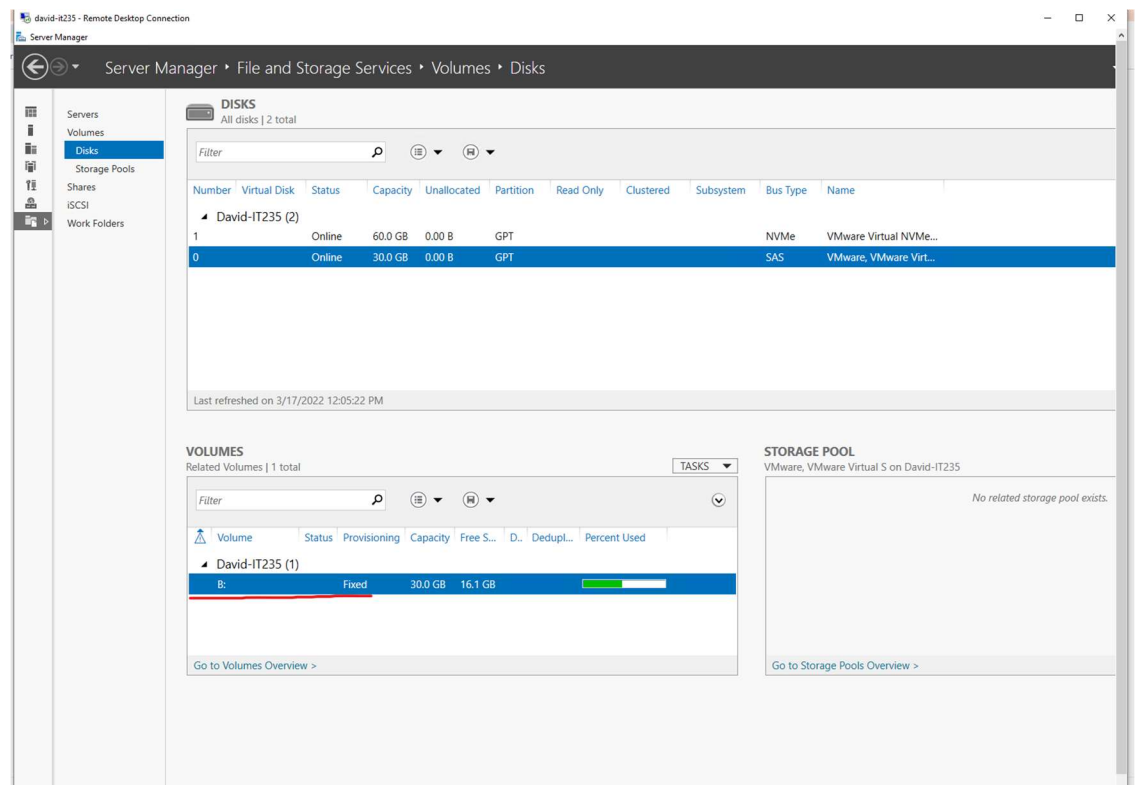 david-it235 - Remote Desktop Connection
Server Manager
Server Manager • File and Storage Services • Volumes • Disks
Servers
Volumes
Disks
Storage Pools
Shares
iSCSI
Work Folders
DISKS
All disks | 2 total
Filter
Number Virtual Disk Status Capacity Unallocated Partition Read Only Clustered Subsystem Bus Type Name
David-IT235 (2)
1 Online 60.0 GB 0.00 B GPT NVMe VMware Virtual NVMe...
0 Online 30.0 GB 0.00 B GPT SAS VMware, VMware Virt...
Last refreshed on 3/17/2022 12:05:22 PM
VOLUMES
Related Volumes | 1 total
TASKS
Filter
Volume Status Provisioning Capacity Free S... D.. Dedupl... Percent Used
David-IT235 (1)
B: Fixed 30.0 GB 16.1 GB
Go to Volumes Overview >
STORAGE POOL
VMware, VMware Virtual S on David-IT235
No related storage pool exists.
Go to Storage Pools Overview >